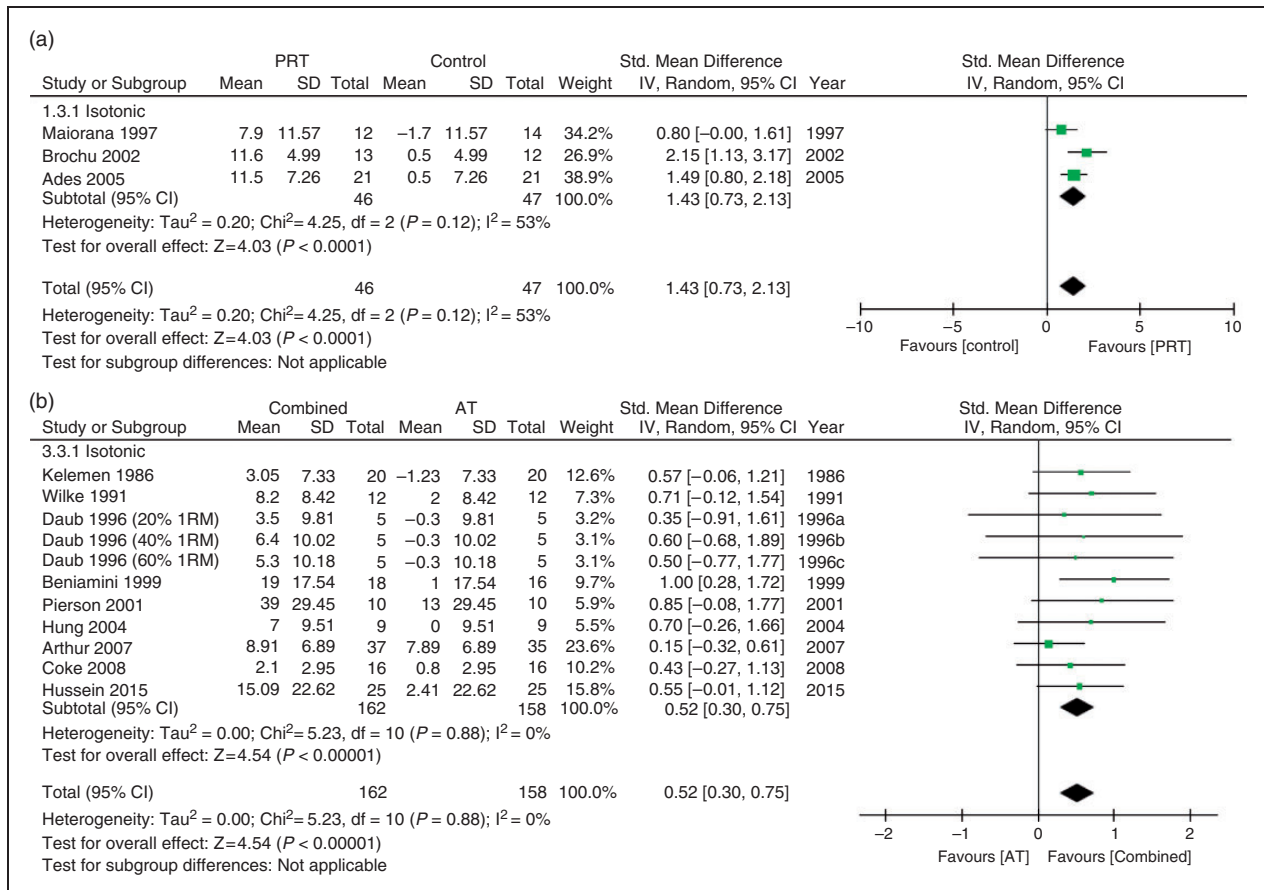 (a)
PRT Control Std. Mean Difference Std. Mean Difference
Study or Subgroup Mean SD Total Mean SD Total Weight IV, Random, 95% CI Year IV, Random, 95% CI
1.3.1 Isotonic
Maiorana 1997 7.9 11.57 12 −1.7 11.57 14 34.2% 0.80 [−0.00, 1.61] 1997
Brochu 2002 11.6 4.99 13 0.5 4.99 12 26.9% 2.15 [1.13, 3.17] 2002
Ades 2005 11.5 7.26 21 0.5 7.26 21 38.9% 1.49 [0.80, 2.18] 2005
Subtotal (95% CI) 46 47 100.0% 1.43 [0.73, 2.13]
Heterogeneity: Tau² = 0.20; Chi²= 4.25, df = 2 (P = 0.12); I² = 53%
Test for overall effect: Z=4.03 (P < 0.0001)
Total (95% CI) 46 47 100.0% 1.43 [0.73, 2.13]
Heterogeneity: Tau² = 0.20; Chi²= 4.25, df = 2 (P = 0.12); I² = 53%
Test for overall effect: Z=4.03 (P < 0.0001)
Test for subgroup differences: Not applicable
−10 −5 0 5 10
Favours [control] Favours [PRT]
(b)
Combined AT Std. Mean Difference Std. Mean Difference
Study or Subgroup Mean SD Total Mean SD Total Weight IV, Random, 95% CI Year IV, Random, 95% CI
3.3.1 Isotonic
Kelemen 1986 3.05 7.33 20 −1.23 7.33 20 12.6% 0.57 [−0.06, 1.21] 1986
Wilke 1991 8.2 8.42 12 2 8.42 12 7.3% 0.71 [−0.12, 1.54] 1991
Daub 1996 (20% 1RM) 3.5 9.81 5 −0.3 9.81 5 3.2% 0.35 [−0.91, 1.61] 1996a
Daub 1996 (40% 1RM) 6.4 10.02 5 −0.3 10.02 5 3.1% 0.60 [−0.68, 1.89] 1996b
Daub 1996 (60% 1RM) 5.3 10.18 5 −0.3 10.18 5 3.1% 0.50 [−0.77, 1.77] 1996c
Beniamini 1999 19 17.54 18 1 17.54 16 9.7% 1.00 [0.28, 1.72] 1999
Pierson 2001 39 29.45 10 13 29.45 10 5.9% 0.85 [−0.08, 1.77] 2001
Hung 2004 7 9.51 9 0 9.51 9 5.5% 0.70 [−0.26, 1.66] 2004
Arthur 2007 8.91 6.89 37 7.89 6.89 35 23.6% 0.15 [−0.32, 0.61] 2007
Coke 2008 2.1 2.95 16 0.8 2.95 16 10.2% 0.43 [−0.27, 1.13] 2008
Hussein 2015 15.09 22.62 25 2.41 22.62 25 15.8% 0.55 [−0.01, 1.12] 2015
Subtotal (95% CI) 162 158 100.0% 0.52 [0.30, 0.75]
Heterogeneity: Tau² = 0.00; Chi²= 5.23, df = 10 (P = 0.88); I² = 0%
Test for overall effect: Z=4.54 (P < 0.00001)
Total (95% CI) 162 158 100.0% 0.52 [0.30, 0.75]
Heterogeneity: Tau² = 0.00; Chi²= 5.23, df = 10 (P = 0.88); I² = 0%
Test for overall effect: Z=4.54 (P < 0.00001)
Test for subgroup differences: Not applicable
−2 −1 0 1 2
Favours [AT] Favours [Combined]